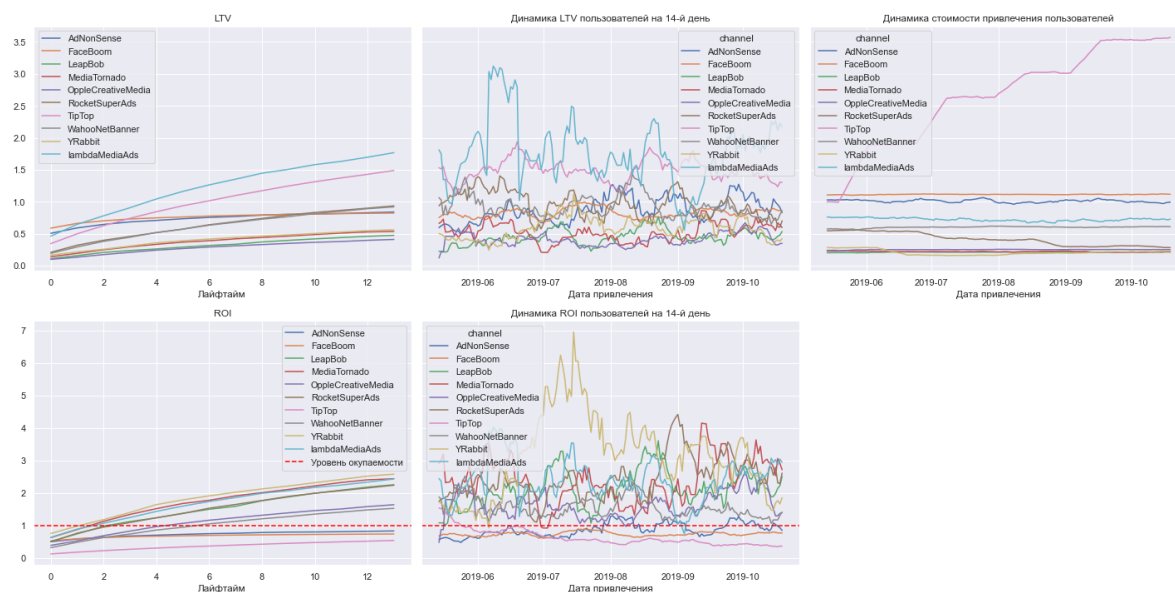 LTV
3.5
3.0
2.5
2.0
1.5
1.0
0.5
0.0
AdNonSense
FaceBoom
LeapBob
MediaTornado
OppleCreativeMedia
RocketSuperAds
TipTop
WahooNetBanner
YRabbit
lambdaMediaAds
0
2
4
6
8
10
12
Лайфтайм
Динамика LTV пользователей на 14-й день
channel
AdNonSense
FaceBoom
LeapBob
MediaTornado
OppleCreativeMedia
RocketSuperAds
TipTop
WahooNetBanner
YRabbit
lambdaMediaAds
2019-06
2019-07
2019-08
2019-09
2019-10
Дата привлечения
Динамика стоимости привлечения пользователей
channel
AdNonSense
FaceBoom
LeapBob
MediaTornado
OppleCreativeMedia
RocketSuperAds
TipTop
WahooNetBanner
YRabbit
lambdaMediaAds
2019-06
2019-07
2019-08
2019-09
2019-10
Дата привлечения
ROI
7
6
5
4
3
2
1
0
AdNonSense
FaceBoom
LeapBob
MediaTornado
OppleCreativeMedia
RocketSuperAds
TipTop
WahooNetBanner
YRabbit
lambdaMediaAds
Уровень окупаемости
0
2
4
6
8
10
12
Лайфтайм
Динамика ROI пользователей на 14-й день
channel
AdNonSense
FaceBoom
LeapBob
MediaTornado
OppleCreativeMedia
RocketSuperAds
TipTop
WahooNetBanner
YRabbit
lambdaMediaAds
2019-06
2019-07
2019-08
2019-09
2019-10
Дата привлечения